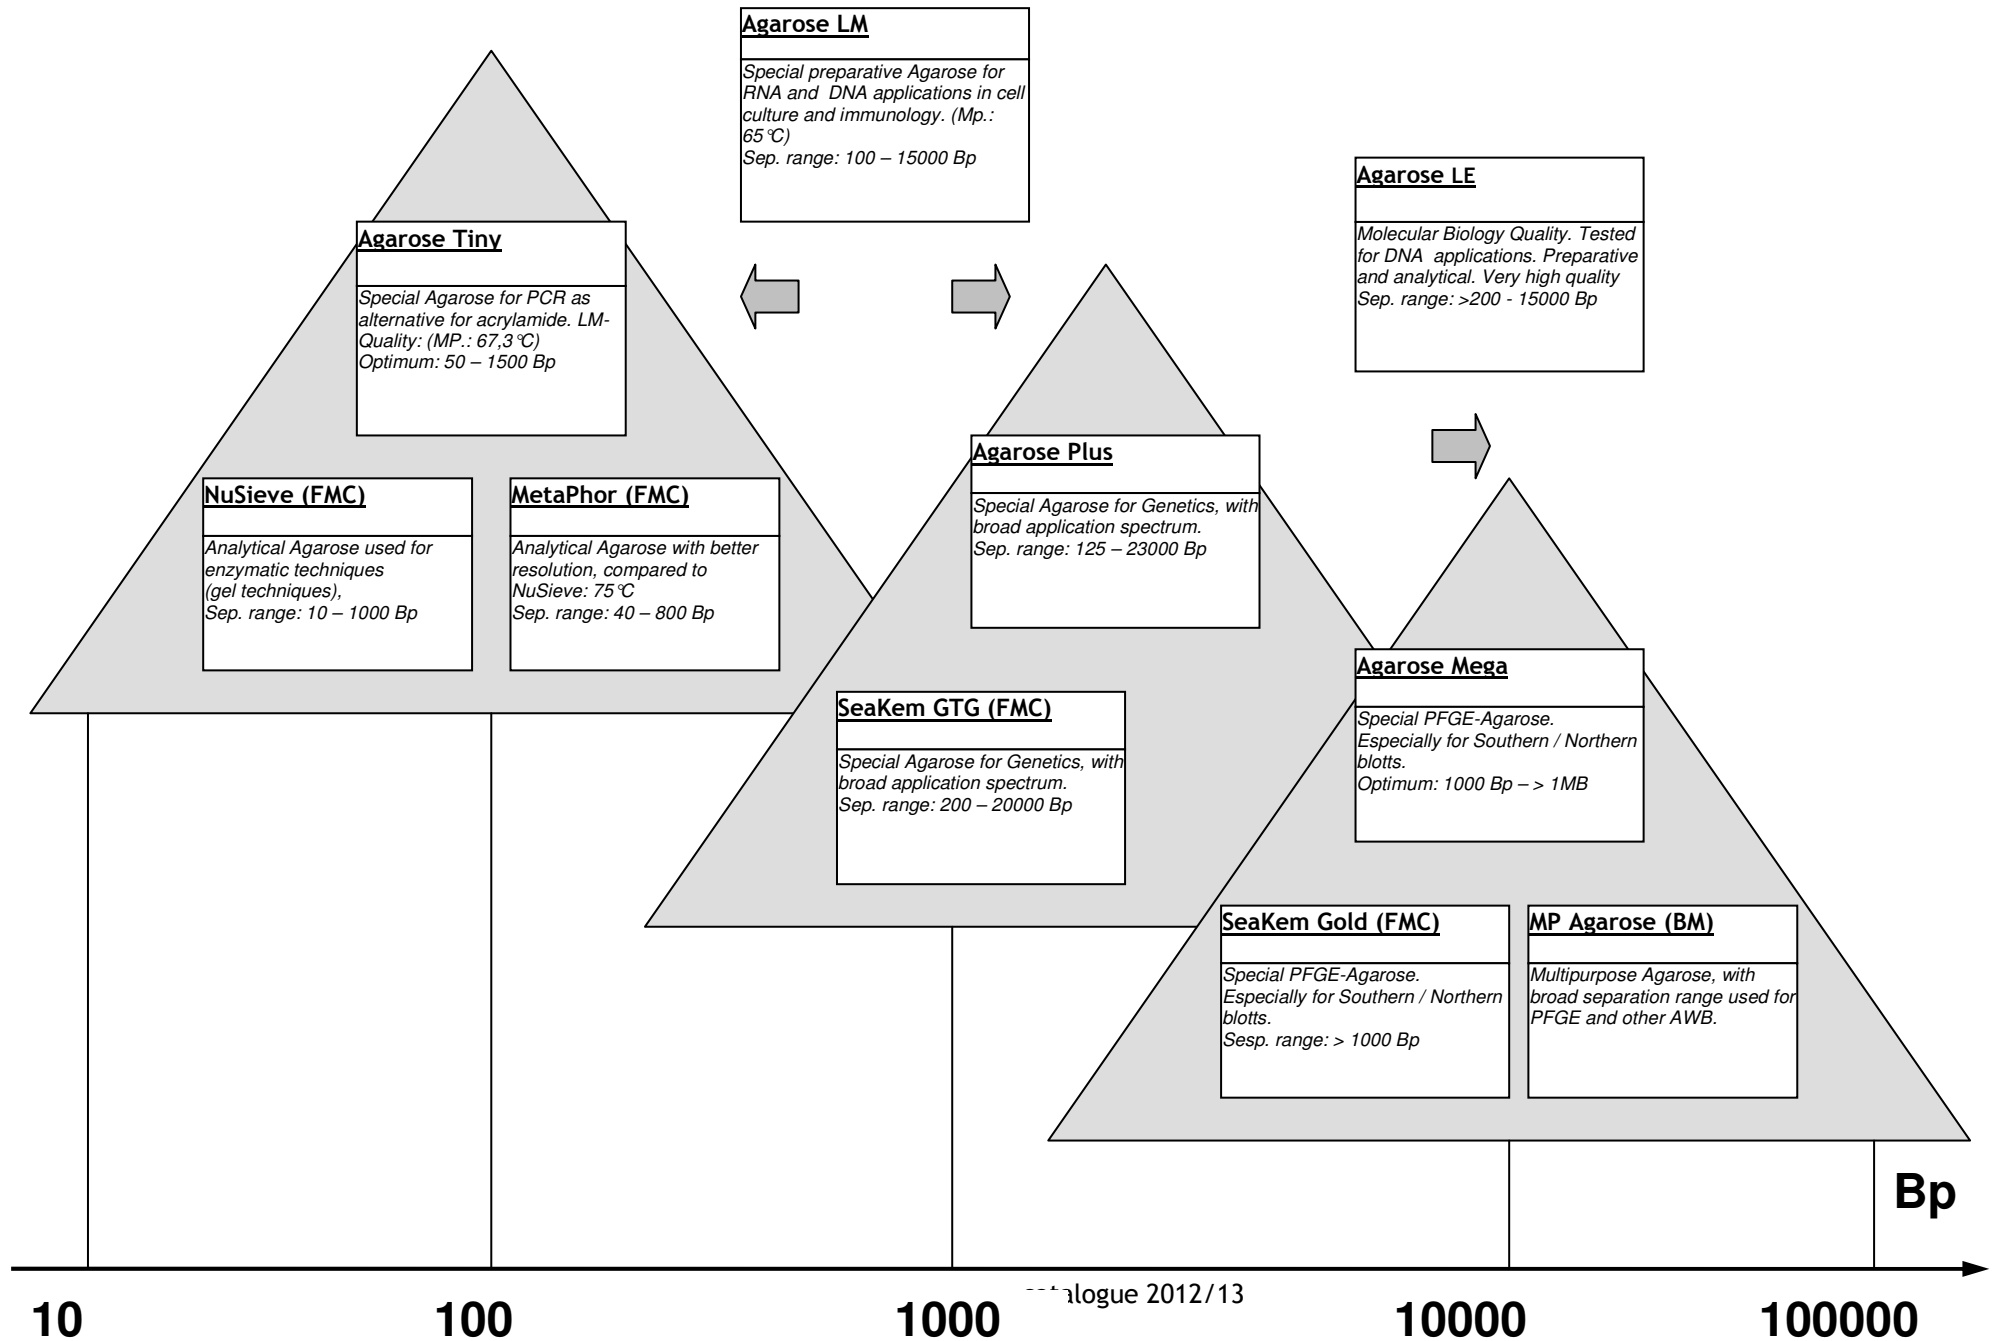 Agarose LM
Special preparative Agarose for
RNA and  DNA applications in cell
culture and immunology. (Mp.:
65°C)
Sep. range: 100 – 15000 Bp
Agarose LE
Molecular Biology Quality. Tested
for DNA  applications. Preparative
and analytical. Very high quality
Sep. range: >200 - 15000 Bp
Agarose Tiny
Special Agarose for PCR as
alternative for acrylamide. LM-
Quality: (MP.: 67,3°C)
Optimum: 50 – 1500 Bp
NuSieve (FMC)
Analytical Agarose used for
enzymatic techniques
(gel techniques),
Sep. range: 10 – 1000 Bp
MetaPhor (FMC)
Analytical Agarose with better
resolution, compared to
NuSieve: 75°C
Sep. range: 40 – 800 Bp
Agarose Plus
Special Agarose for Genetics, with
broad application spectrum.
Sep. range: 125 – 23000 Bp
SeaKem GTG (FMC)
Special Agarose for Genetics, with
broad application spectrum.
Sep. range: 200 – 20000 Bp
Agarose Mega
Special PFGE-Agarose.
Especially for Southern / Northern
blotts.
Optimum: 1000 Bp – > 1MB
SeaKem Gold (FMC)
Special PFGE-Agarose.
Especially for Southern / Northern
blotts.
Sesp. range: > 1000 Bp
MP Agarose (BM)
Multipurpose Agarose, with
broad separation range used for
PFGE and other AWB.
Bp
catalogue 2012/13
10 100 1000 10000 100000